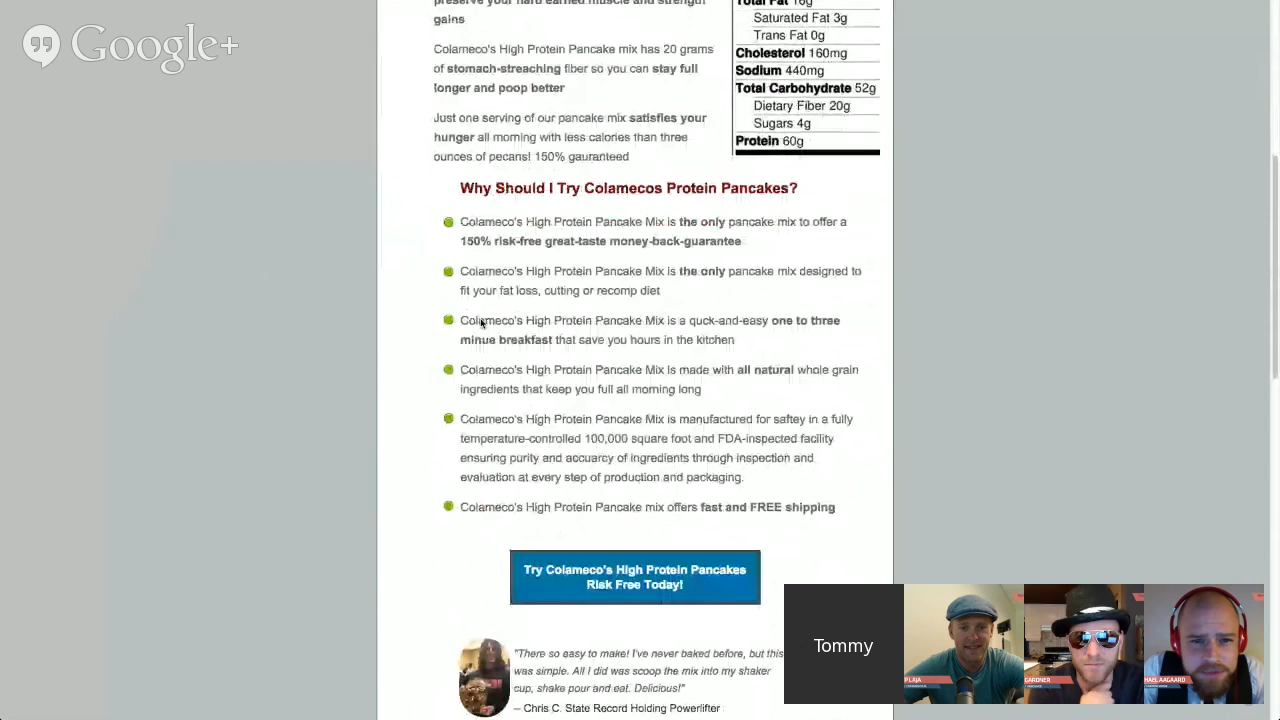 Google+
preserve your hard earned muscle and strength
gains
Colameco's High Protein Pancake mix has 20 grams
of stomach-streaching fiber so you can stay full
longer and poop better
Just one serving of our pancake mix satisfies your
hunger all morning with less calories than three
ounces of pecans! 150% gauranteed
Total Fat 16g
Saturated Fat 3g
Trans Fat 0g
Cholesterol 160mg
Sodium 440mg
Total Carbohydrate 52g
Dietary Fiber 20g
Sugars 4g
Protein 60g
Why Should I Try Colamecos Protein Pancakes?
Colameco's High Protein Pancake Mix is the only pancake mix to offer a
150% risk-free great-taste money-back-guarantee
Colameco's High Protein Pancake Mix is the only pancake mix designed to
fit your fat loss, cutting or recomp diet
Colameco's High Protein Pancake Mix is a quck-and-easy one to three
minue breakfast that save you hours in the kitchen
Colameco's High Protein Pancake Mix is made with all natural whole grain
ingredients that keep you full all morning long
Colameco's High Protein Pancake Mix is manufactured for saftey in a fully
temperature-controlled 100,000 square foot and FDA-inspected facility
ensuring purity and accuarcy of ingredients through inspection and
evaluation at every step of production and packaging.
Colameco's High Protein Pancake mix offers fast and FREE shipping
Try Colameco's High Protein Pancakes
Risk Free Today!
"There so easy to make! I've never baked before, but this
was simple. All I did was scoop the mix into my shaker
cup, shake pour and eat. Delicious!"
– Chris C. State Record Holding Powerlifter
Tommy
P LAJA
GARDNER
HAEL AAGAARD